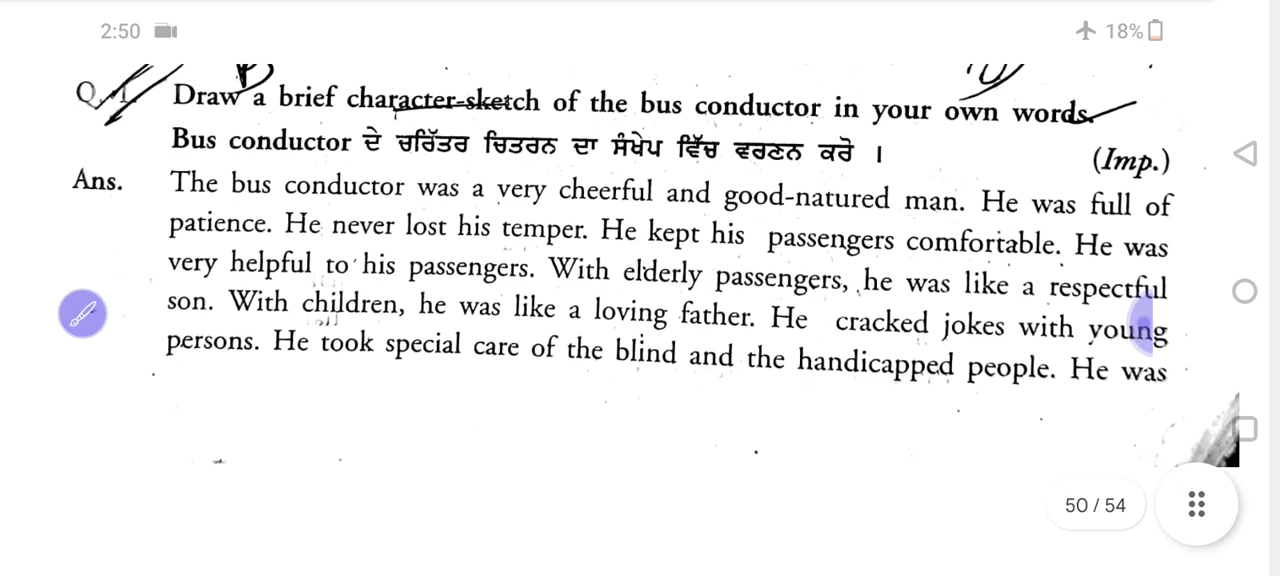 2:50
18%
Q.1. Draw a brief character-sketch of the bus conductor in your own words.
Bus conductor ਦੇ ਚਰਿੱਤਰ ਚਿਤਰਨ ਦਾ ਸੰਖੇਪ ਵਿੱਚ ਵਰਣਨ ਕਰੋ ।
(Imp.)
Ans. The bus conductor was a very cheerful and good-natured man. He was full of
patience. He never lost his temper. He kept his passengers comfortable. He was
very helpful to his passengers. With elderly passengers, he was like a respectful
son. With children, he was like a loving father. He cracked jokes with young
persons. He took special care of the blind and the handicapped people. He was
50 / 54